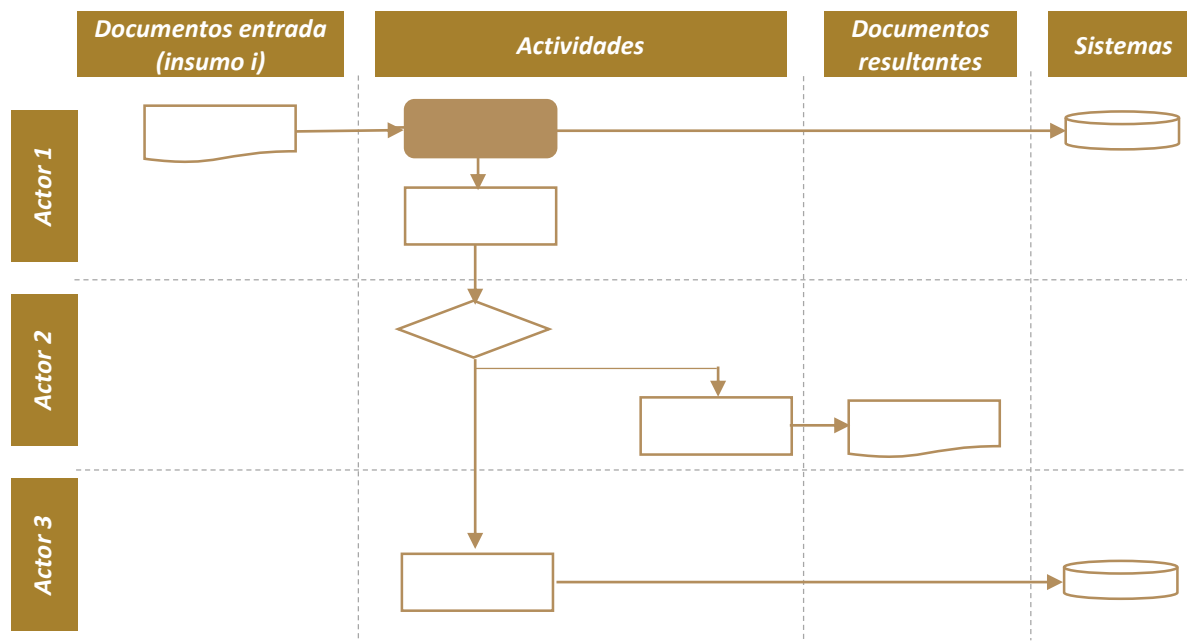 Documentos entrada
(insumo i)
Actividades
Documentos
resultantes
Sistemas
Actor 1
Actor 2
Actor 3